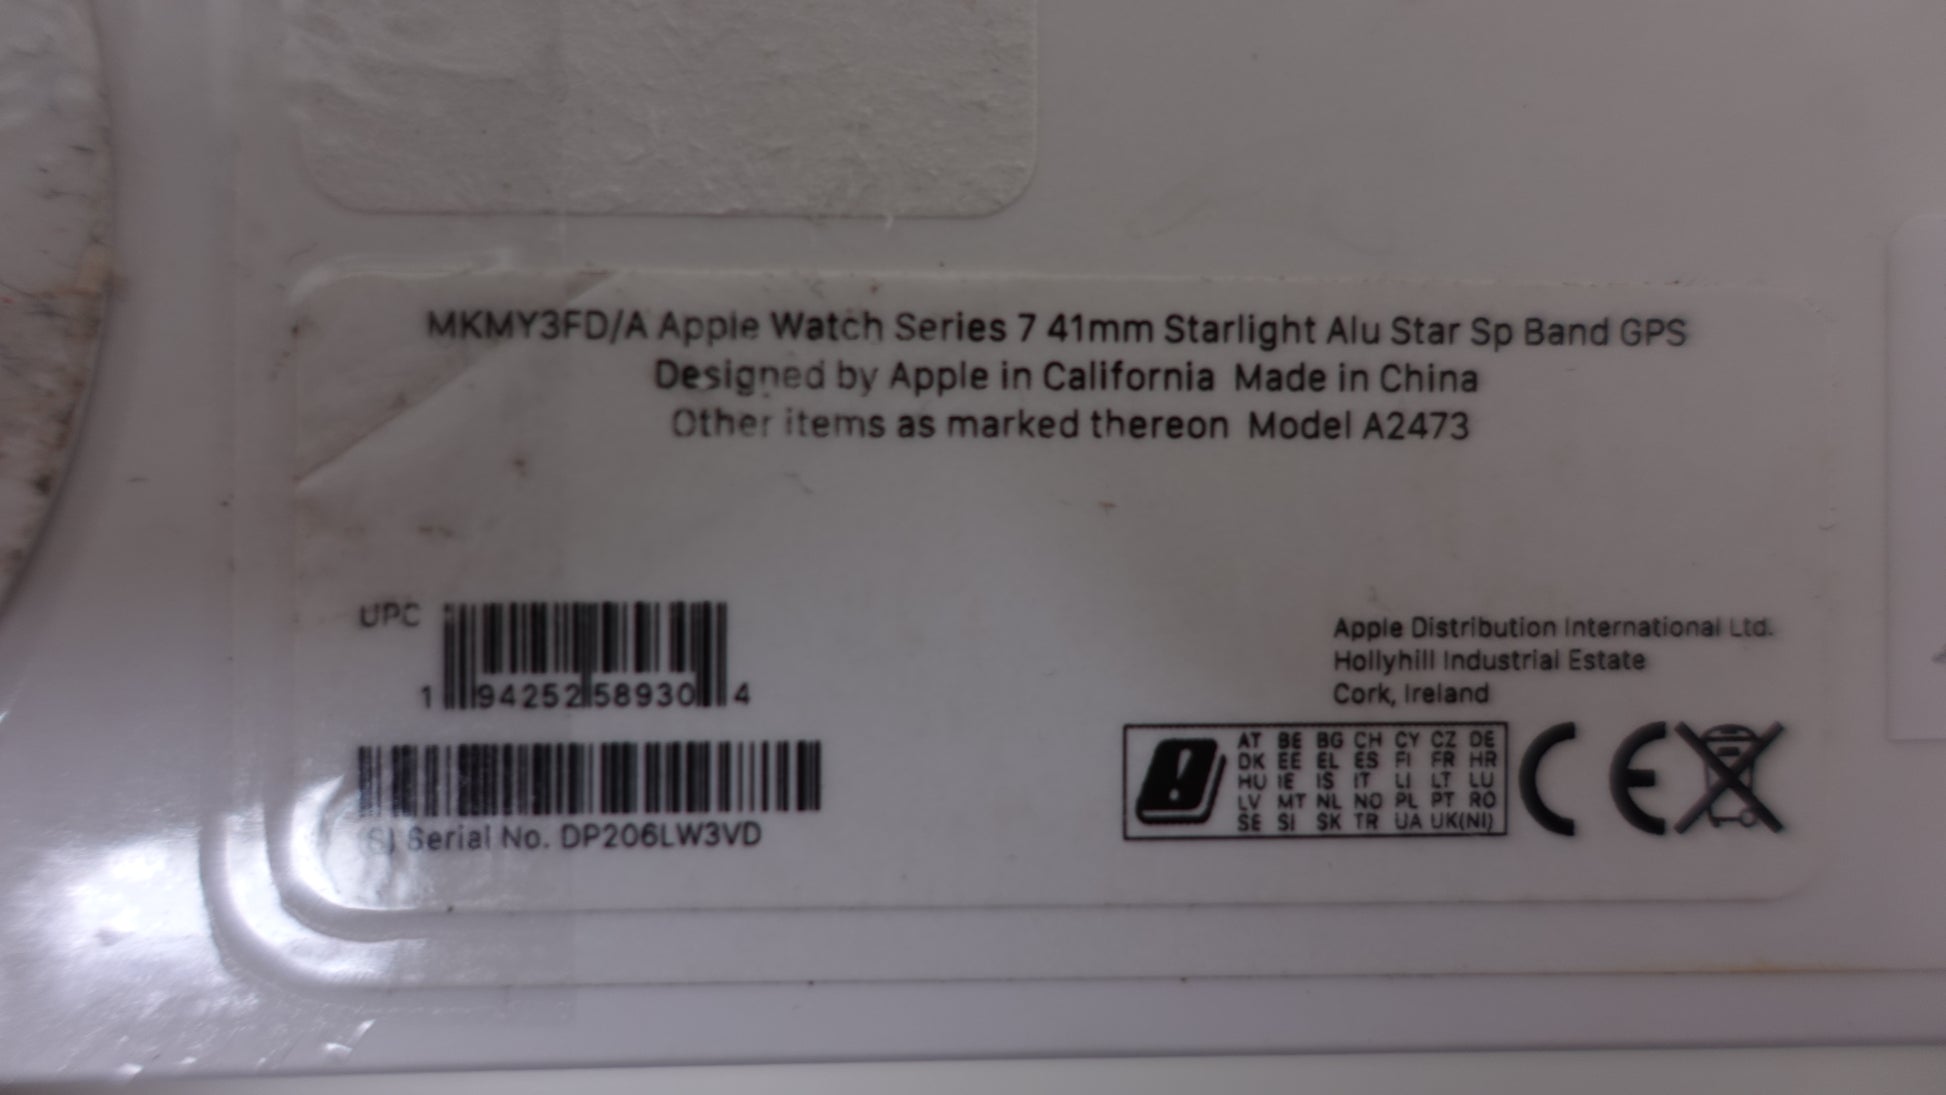 MKMY3FD/A Apple Watch Series 7 41mm Starlight Alu Star Sp Band GPS
Designed by Apple in California Made in China
Other items as marked thereon Model A2473
UPC
1 94252 58930 4
(S) Serial No. DP206LW3VD
Apple Distribution International Ltd.
Hollyhill Industrial Estate
Cork, Ireland
AT BE BG CH CY CZ DE
DK EE EL ES FI FR HR
HU IE IS IT LI LT LU
LV MT NL NO PL PT RO
SE SI SK TR UA UK(NI)
CE